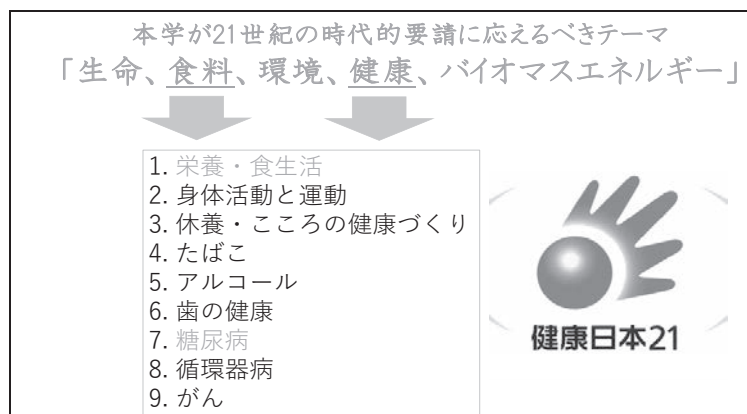 本学が21世紀の時代的要請に応えるべきテーマ
「生命、食料、環境、健康、バイオマスエネルギー」
1. 栄養・食生活
2. 身体活動と運動
3. 休養・こころの健康づくり
4. たばこ
5. アルコール
6. 歯の健康
7. 糖尿病
8. 循環器病
9. がん
健康日本21